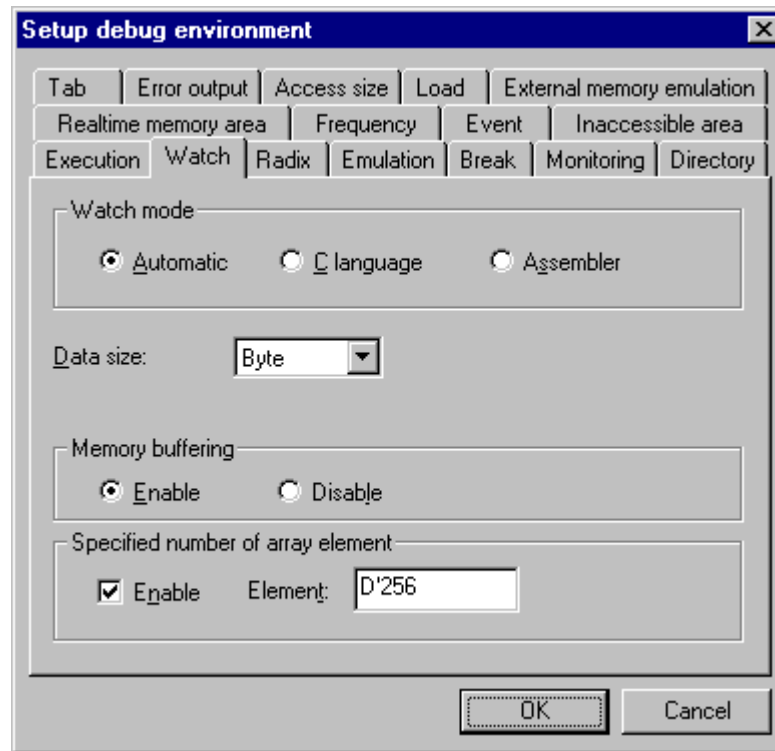 Setup debug environment
Tab Error output Access size Load External memory emulation
Realtime memory area Frequency Event Inaccessible area
Execution Watch Radix Emulation Break Monitoring Directory
Watch mode
Automatic C language Assembler
Data size: Byte
Memory buffering
Enable Disable
Specified number of array element
Enable Element: D'256
OK Cancel